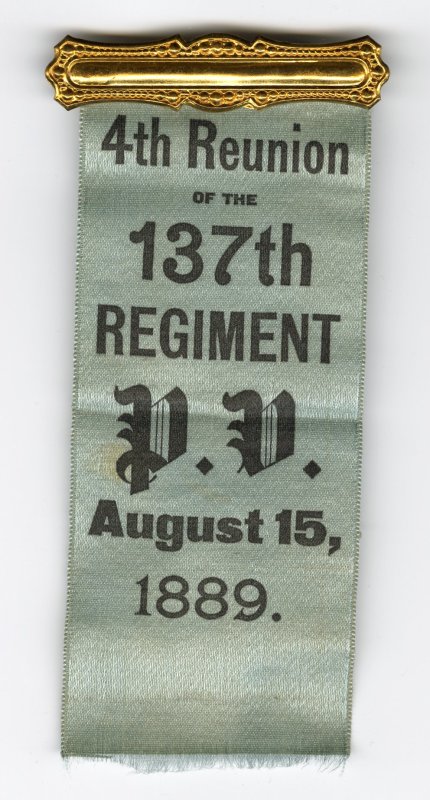 4th Reunion
OF THE
137th
REGIMENT
P. V.
August 15,
1889.